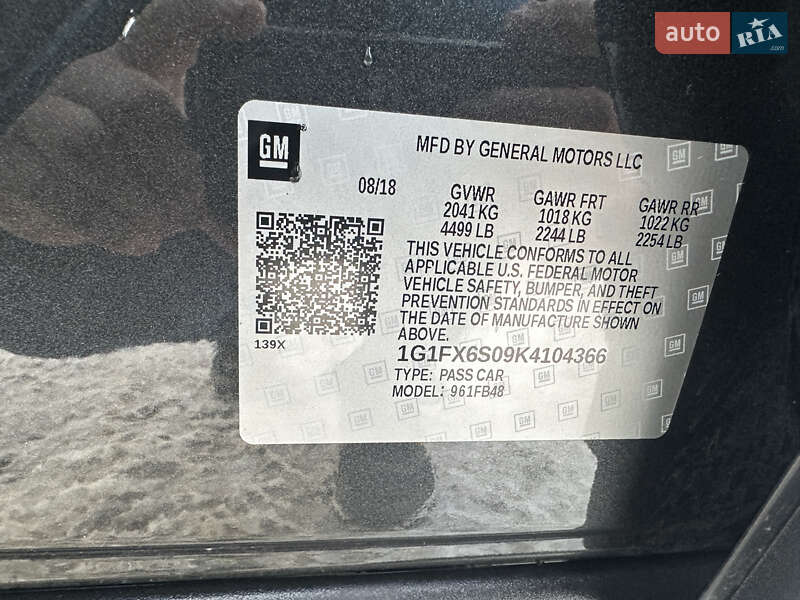 auto RIA
.com
GM
MFD BY GENERAL MOTORS LLC
08/18
GVWR GAWR FRT GAWR RR
2041 KG 1018 KG 1022 KG
4499 LB 2244 LB 2254 LB
THIS VEHICLE CONFORMS TO ALL
APPLICABLE U.S. FEDERAL MOTOR
VEHICLE SAFETY, BUMPER, AND THEFT
PREVENTION STANDARDS IN EFFECT ON
THE DATE OF MANUFACTURE SHOWN
ABOVE.
139X
1G1FX6S09K4104366
TYPE: PASS CAR
MODEL: 961FB48